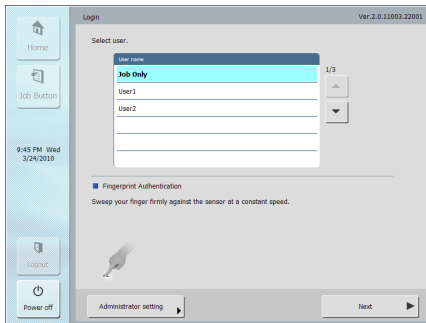 Login
Ver.2.0.11003.22001
Home
Job Button
9:45 PM Wed
3/24/2010
Logout
Power off
Select user.
User name
Job Only
User1
User2
1/3
Fingerprint Authentication
Sweep your finger firmly against the sensor at a constant speed.
Administrator setting
Next